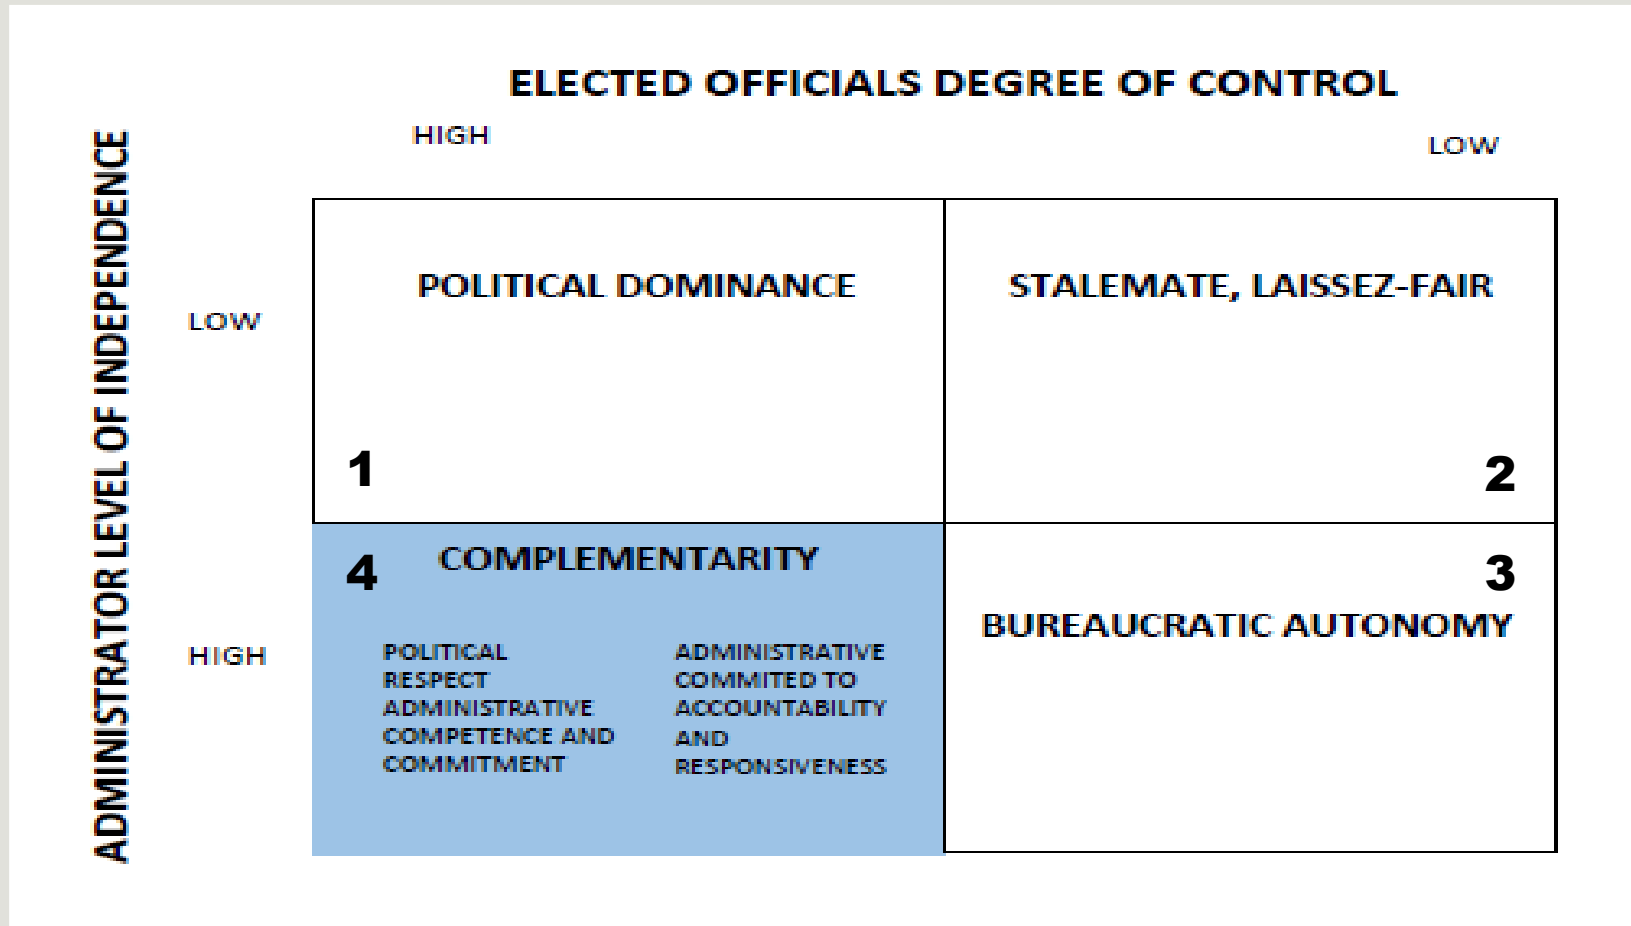 ELECTED OFFICIALS DEGREE OF CONTROL
HIGH
LOW
ADMINISTRATOR LEVEL OF INDEPENDENCE
LOW
HIGH
POLITICAL DOMINANCE
1
STALEMATE, LAISSEZ-FAIR
2
4
COMPLEMENTARITY
POLITICAL
RESPECT
ADMINISTRATIVE
COMPETENCE AND
COMMITMENT
ADMINISTRATIVE
COMMITED TO
ACCOUNTABILITY
AND
RESPONSIVENESS
3
BUREAUCRATIC AUTONOMY